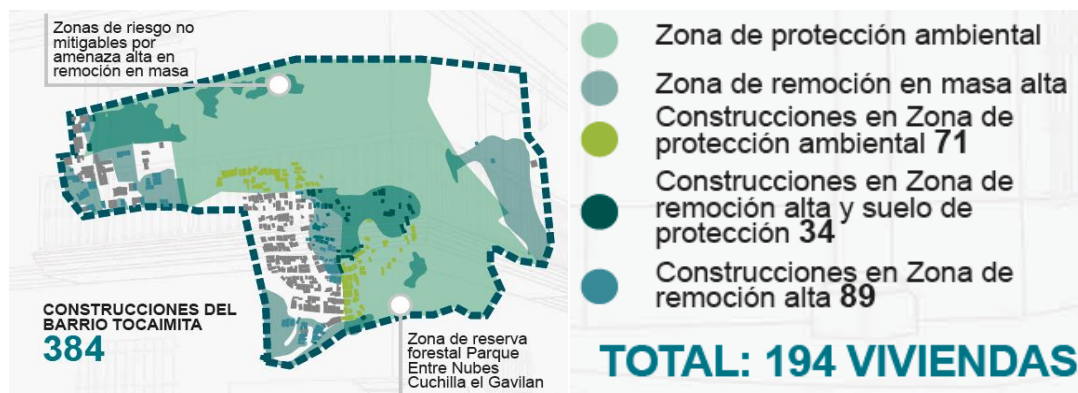 Zonas de riesgo no
mitigables por
amenaza alta en
remoción en masa
CONSTRUCCIONES DEL
BARRIO TOCAIMITA
384
Zona de reserva
forestal Parque
Entre Nubes
Cuchilla el Gavilan
Zona de protección ambiental
Zona de remoción en masa alta
Construcciones en Zona de
protección ambiental 71
Construcciones en Zona de
remoción alta y suelo de
protección 34
Construcciones en Zona de
remoción alta 89
TOTAL: 194 VIVIENDAS